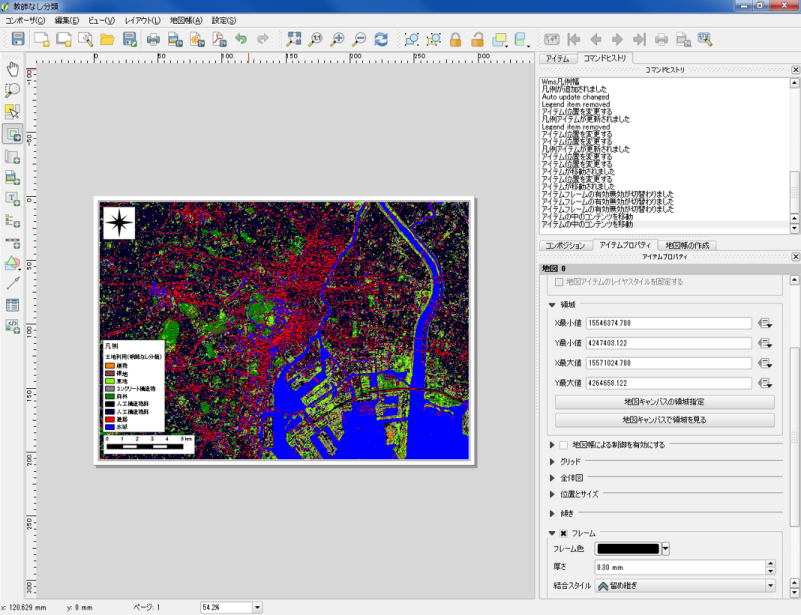 教師なし分類
コンポーザ(C) 編集(E) ビュー(V) レイアウト(L) 地図帳(A) 設定(S)
0 50 100 150 200 250 300
0
50
100
150
200
250
300
凡例
土地利用(教師なし分類)
建物
裸地
草地
コンクリート構造物
森林
人工構造物群
人工構造物群
道路
水域
0 1 2 3 4 5 km
アイテム コマンドヒストリ
コマンドヒストリ
Wms凡例幅
凡例が追加されました
Auto update changed
Legend item removed
アイテム位置を変更する
凡例アイテムが更新されました
Legend item removed
アイテム位置を変更する
アイテム位置を変更する
凡例アイテムが更新されました
アイテム位置を変更する
アイテム位置を変更する
アイテムが移動されました
アイテム位置を変更する
アイテムが移動されました
アイテムフレームの有効無効が切替わりました
アイテムフレームの有効無効が切替わりました
アイテムフレームの有効無効が切替わりました
アイテムの中のコンテンツを移動
アイテムの中のコンテンツを移動
コンポジション アイテムプロパティ 地図帳の作成
アイテムプロパティ
地図 0
地図アイテムのレイヤスタイルを固定する
領域
X最小値 15546374.788
Y最小値 4247403.122
X最大値 15571024.788
Y最大値 4264658.122
地図キャンバスの領域指定
地図キャンバスで領域を見る
地図帳による制御を有効にする
グリッド
全体図
位置とサイズ
傾き
フレーム
フレーム色
厚さ 0.30 mm
結合スタイル 留め継ぎ
x: 120.629 mm y: 0 mm ページ: 1 54.2%